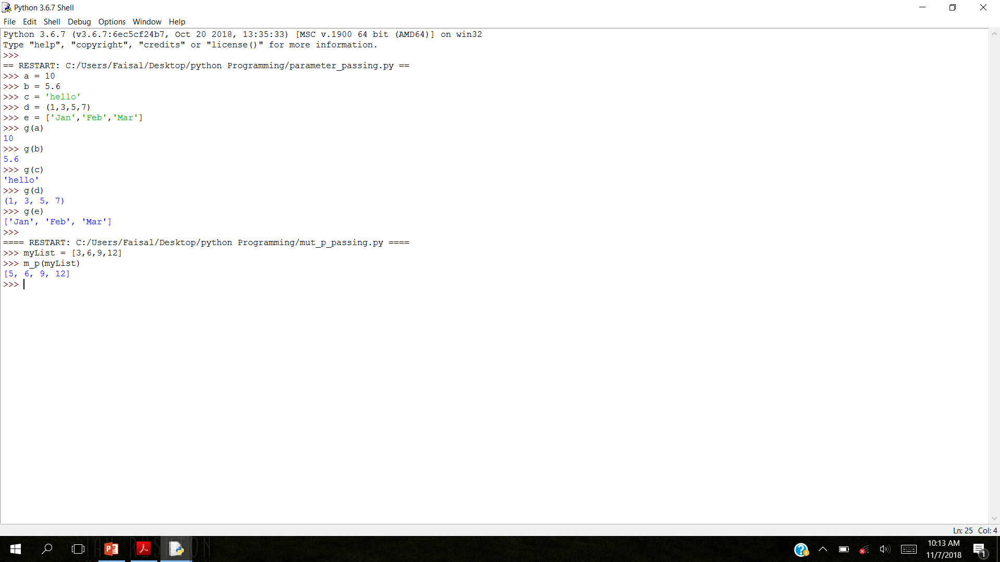 Python 3.6.7 Shell
File Edit Shell Debug Options Window Help
Python 3.6.7 (v3.6.7:6ec5cf24b7, Oct 20 2018, 13:35:33) [MSC v.1900 64 bit (AMD64)] on win32
Type "help", "copyright", "credits" or "license()" for more information.
>>>
== RESTART: C:/Users/Faisal/Desktop/python Programming/parameter_passing.py ==
>>> a = 10
>>> b = 5.6
>>> c = 'hello'
>>> d = (1,3,5,7)
>>> e = ['Jan','Feb','Mar']
>>> g(a)
10
>>> g(b)
5.6
>>> g(c)
'hello'
>>> g(d)
(1, 3, 5, 7)
>>> g(e)
['Jan', 'Feb', 'Mar']
>>>
==== RESTART: C:/Users/Faisal/Desktop/python Programming/mut_p_passing.py ====
>>> myList = [3,6,9,12]
>>> m_p(myList)
[5, 6, 9, 12]
>>>
Ln: 25 Col: 4
10:13 AM
11/7/2018
1